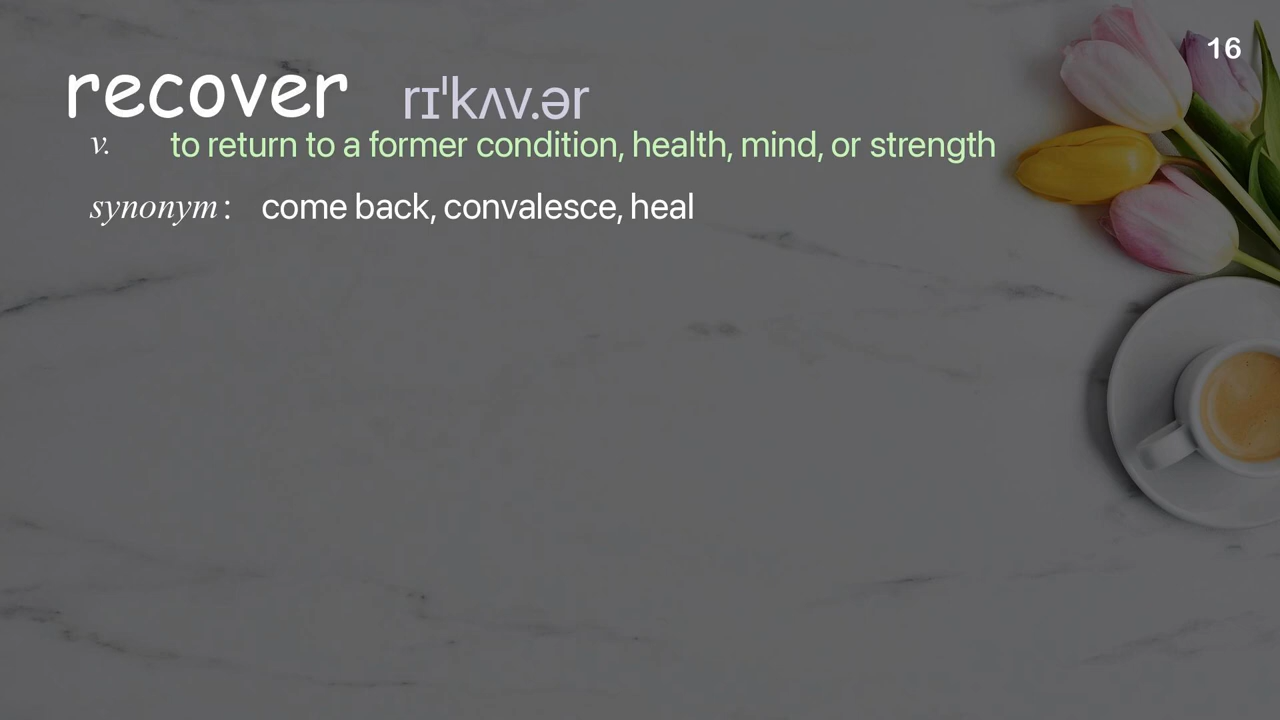 16
recover rɪˈkʌv.ər
v. to return to a former condition, health, mind, or strength
synonym : come back, convalesce, heal